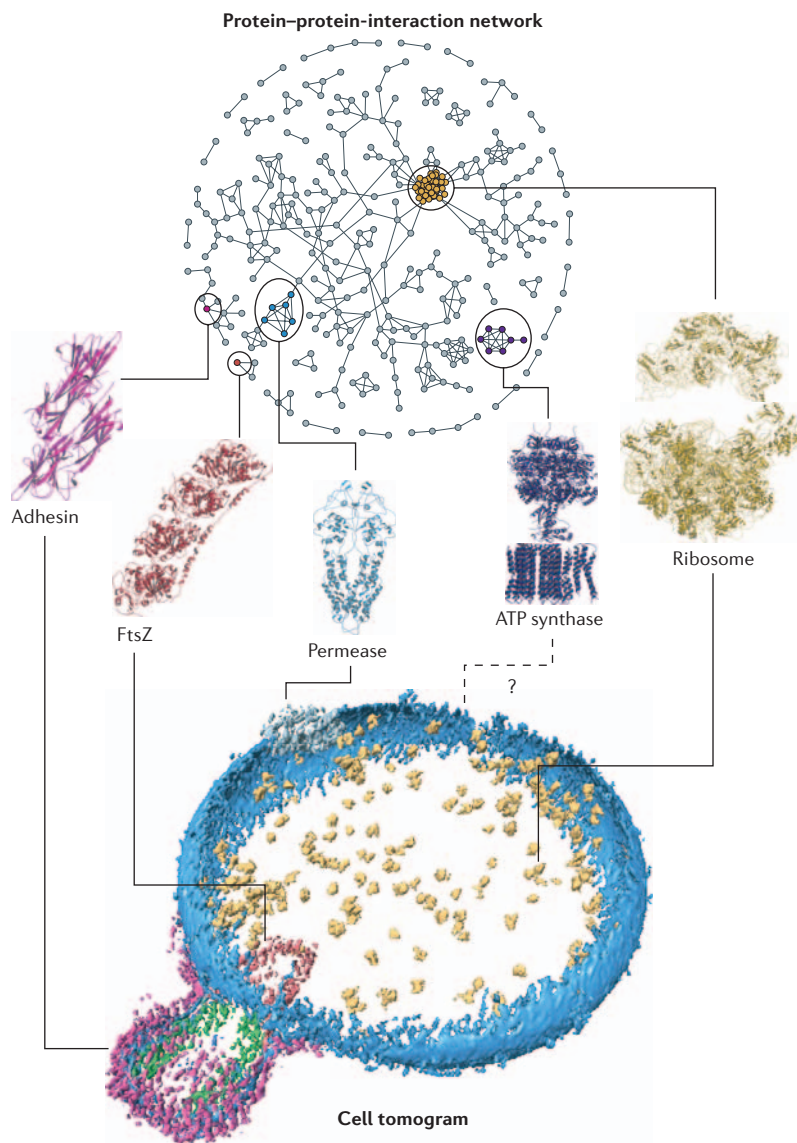 Protein–protein-interaction network
Adhesin
FtsZ
Permease
ATP synthase
Ribosome
?
Cell tomogram